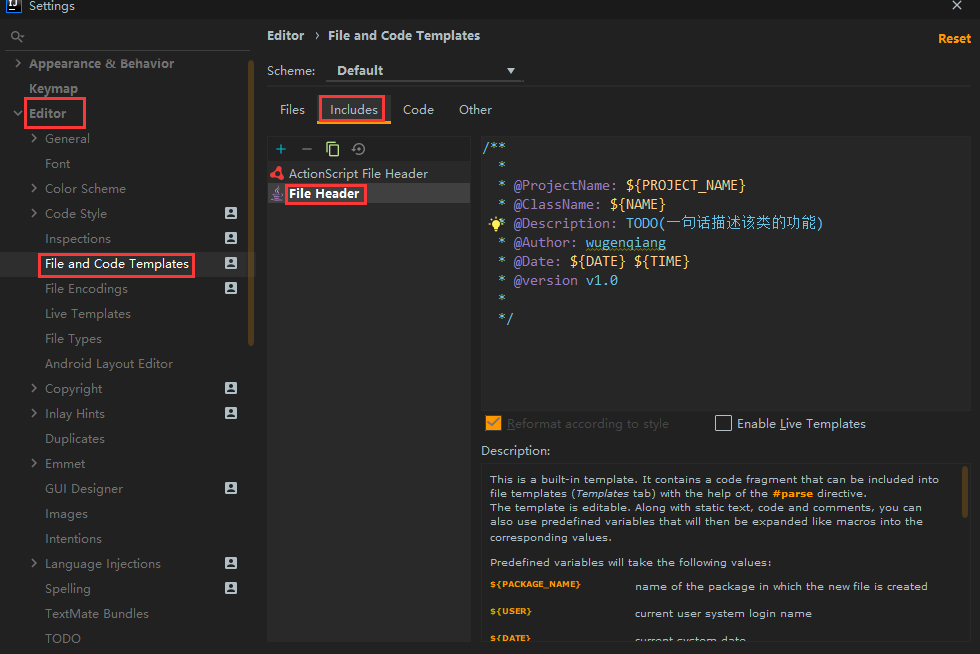 IJ Settings
Editor › File and Code Templates
Reset
Scheme: Default
Appearance & Behavior
Keymap
Editor
General
Font
Color Scheme
Code Style
Inspections
File and Code Templates
File Encodings
Live Templates
File Types
Android Layout Editor
Copyright
Inlay Hints
Duplicates
Emmet
GUI Designer
Images
Intentions
Language Injections
Spelling
TextMate Bundles
TODO
Files Includes Code Other
ActionScript File Header
File Header
/**
*
* @ProjectName: ${PROJECT_NAME}
* @ClassName: ${NAME}
* @Description: TODO(一句话描述该类的功能)
* @Author: wugenqiang
* @Date: ${DATE} ${TIME}
* @version v1.0
*
*/
Reformat according to style
Enable Live Templates
Description:
This is a built-in template. It contains a code fragment that can be included into
file templates (Templates tab) with the help of the #parse directive.
The template is editable. Along with static text, code and comments, you can
also use predefined variables that will then be expanded like macros into the
corresponding values.
Predefined variables will take the following values:
${PACKAGE_NAME} name of the package in which the new file is created
${USER} current user system login name
${DATE} current system date